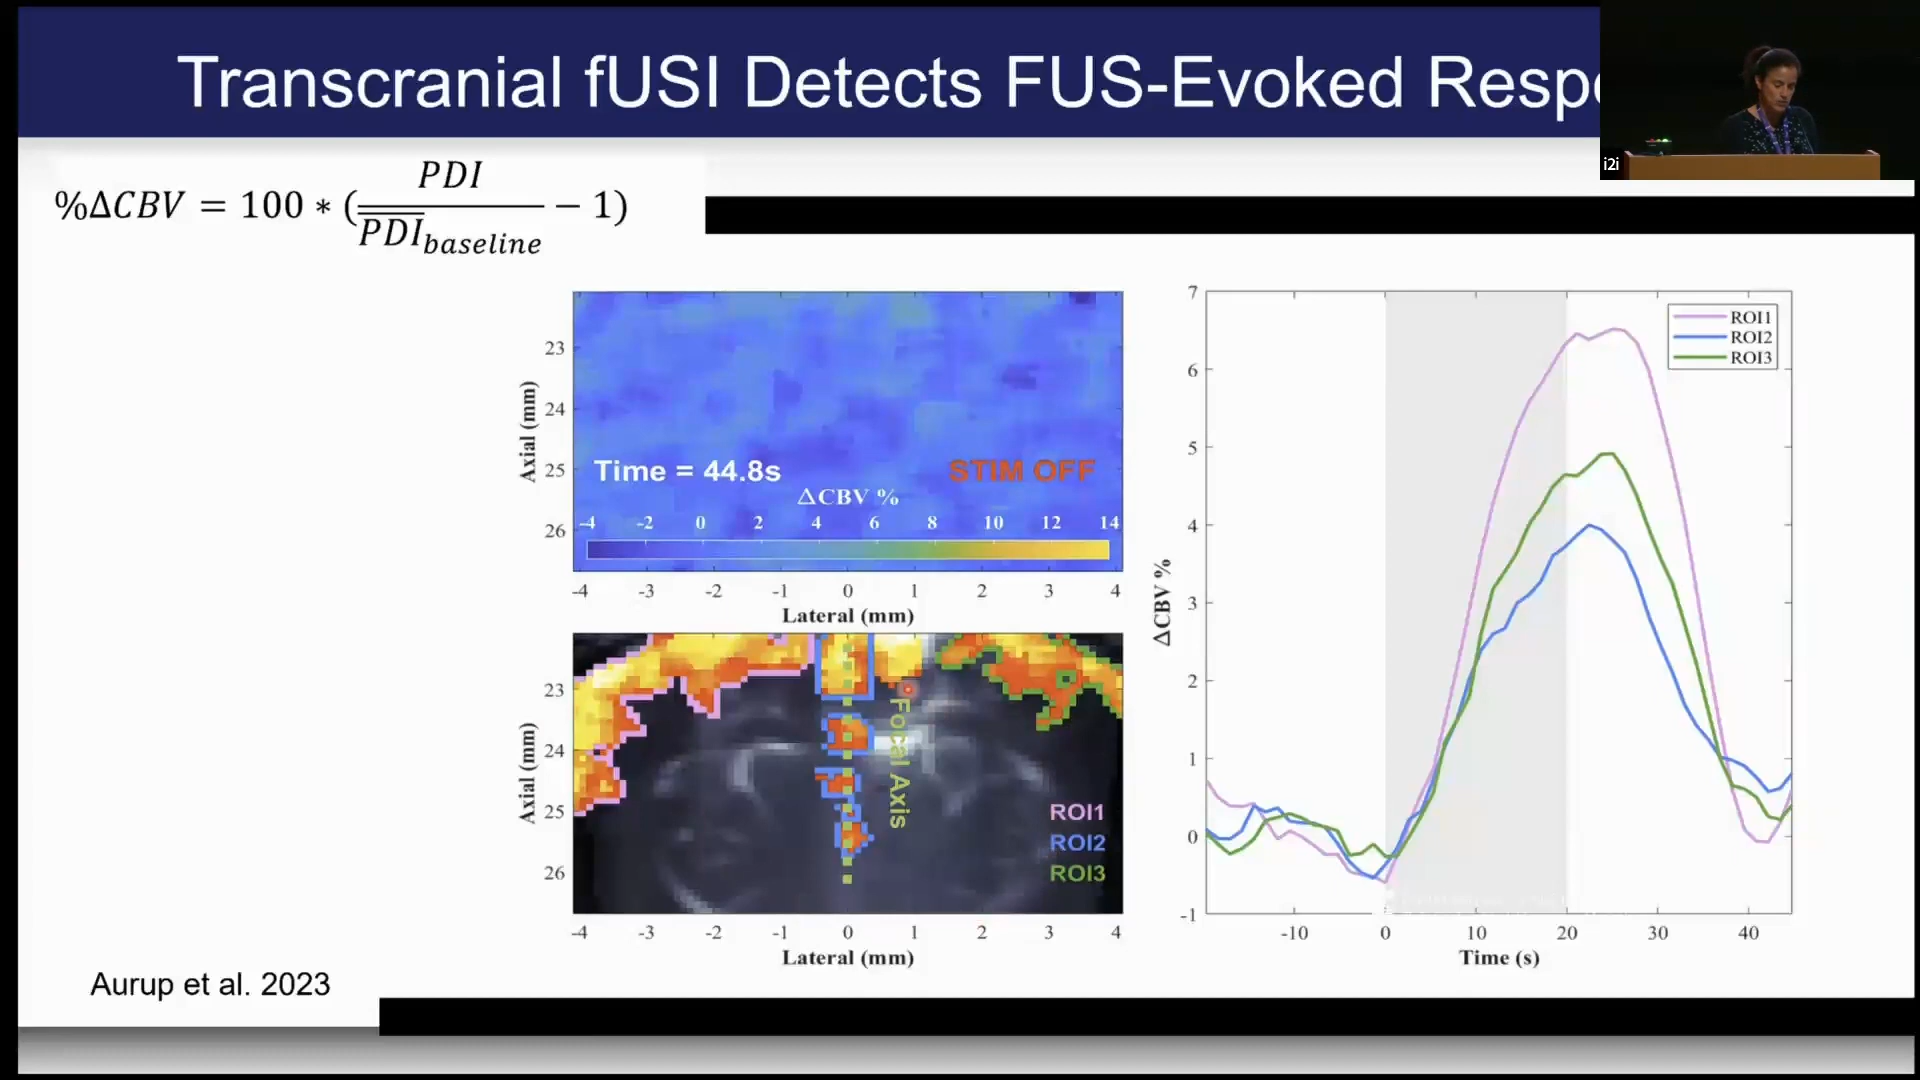 Transcranial fUSI Detects FUS-Evoked Resp
i2i
%ΔCBV = 100 * (PDI / \overline{PDI}_{baseline} − 1)
23
24
25
26
Axial (mm)
Time = 44.8s
STIM OFF
ΔCBV %
-4 -2 0 2 4 6 8 10 12 14
-4 -3 -2 -1 0 1 2 3 4
Lateral (mm)
23
24
25
26
Axial (mm)
Focal Axis
ROI1
ROI2
ROI3
-4 -3 -2 -1 0 1 2 3 4
Lateral (mm)
7
6
5
4
3
2
1
0
-1
ΔCBV %
ROI1
ROI2
ROI3
-10 0 10 20 30 40
Time (s)
Aurup et al. 2023